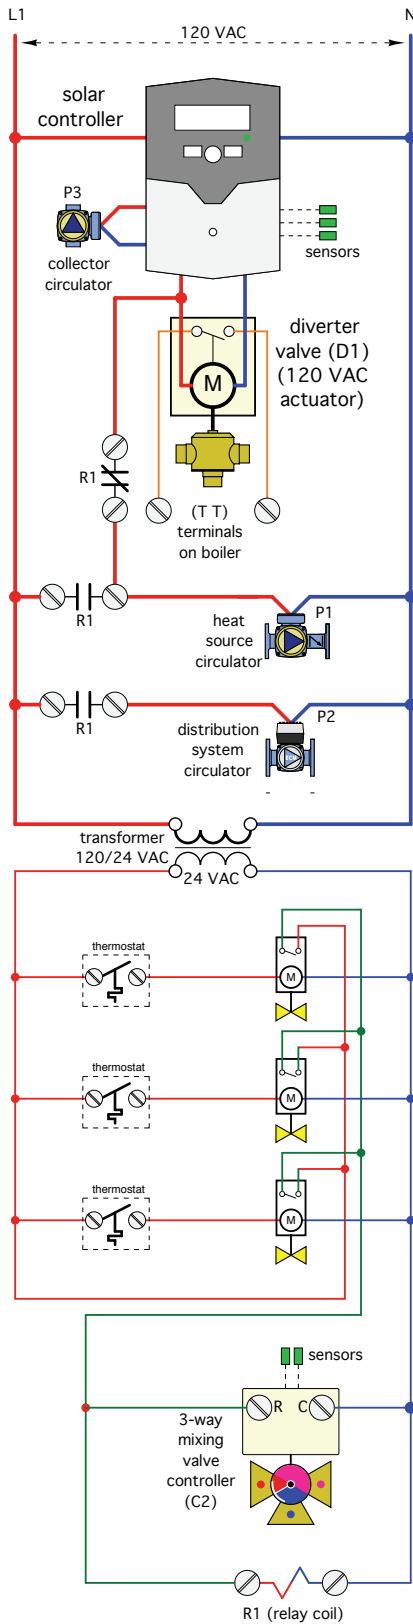 L1
N
120 VAC
solar
controller
P3
collector
circulator
sensors
diverter
valve (D1)
(120 VAC
actuator)
M
R1
(T T)
terminals
on boiler
R1
heat
source
circulator
P1
R1
distribution
system
circulator
P2
transformer
120/24 VAC
24 VAC
thermostat
M
thermostat
M
thermostat
M
sensors
R C
3-way
mixing
valve
controller
(C2)
R1 (relay coil)